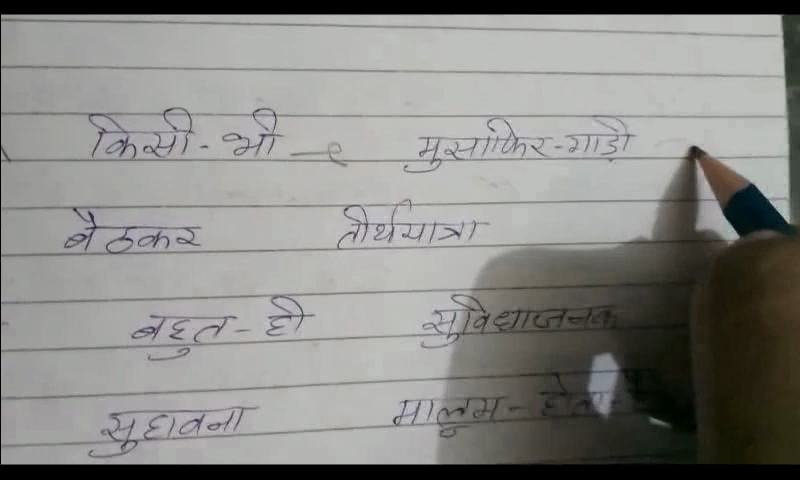 किसी-भी मुसाफिर-गाड़ी
बैठकर तीर्थयात्रा
बहुत-ही सुविधाजनक
सुहावना मालूम-होता